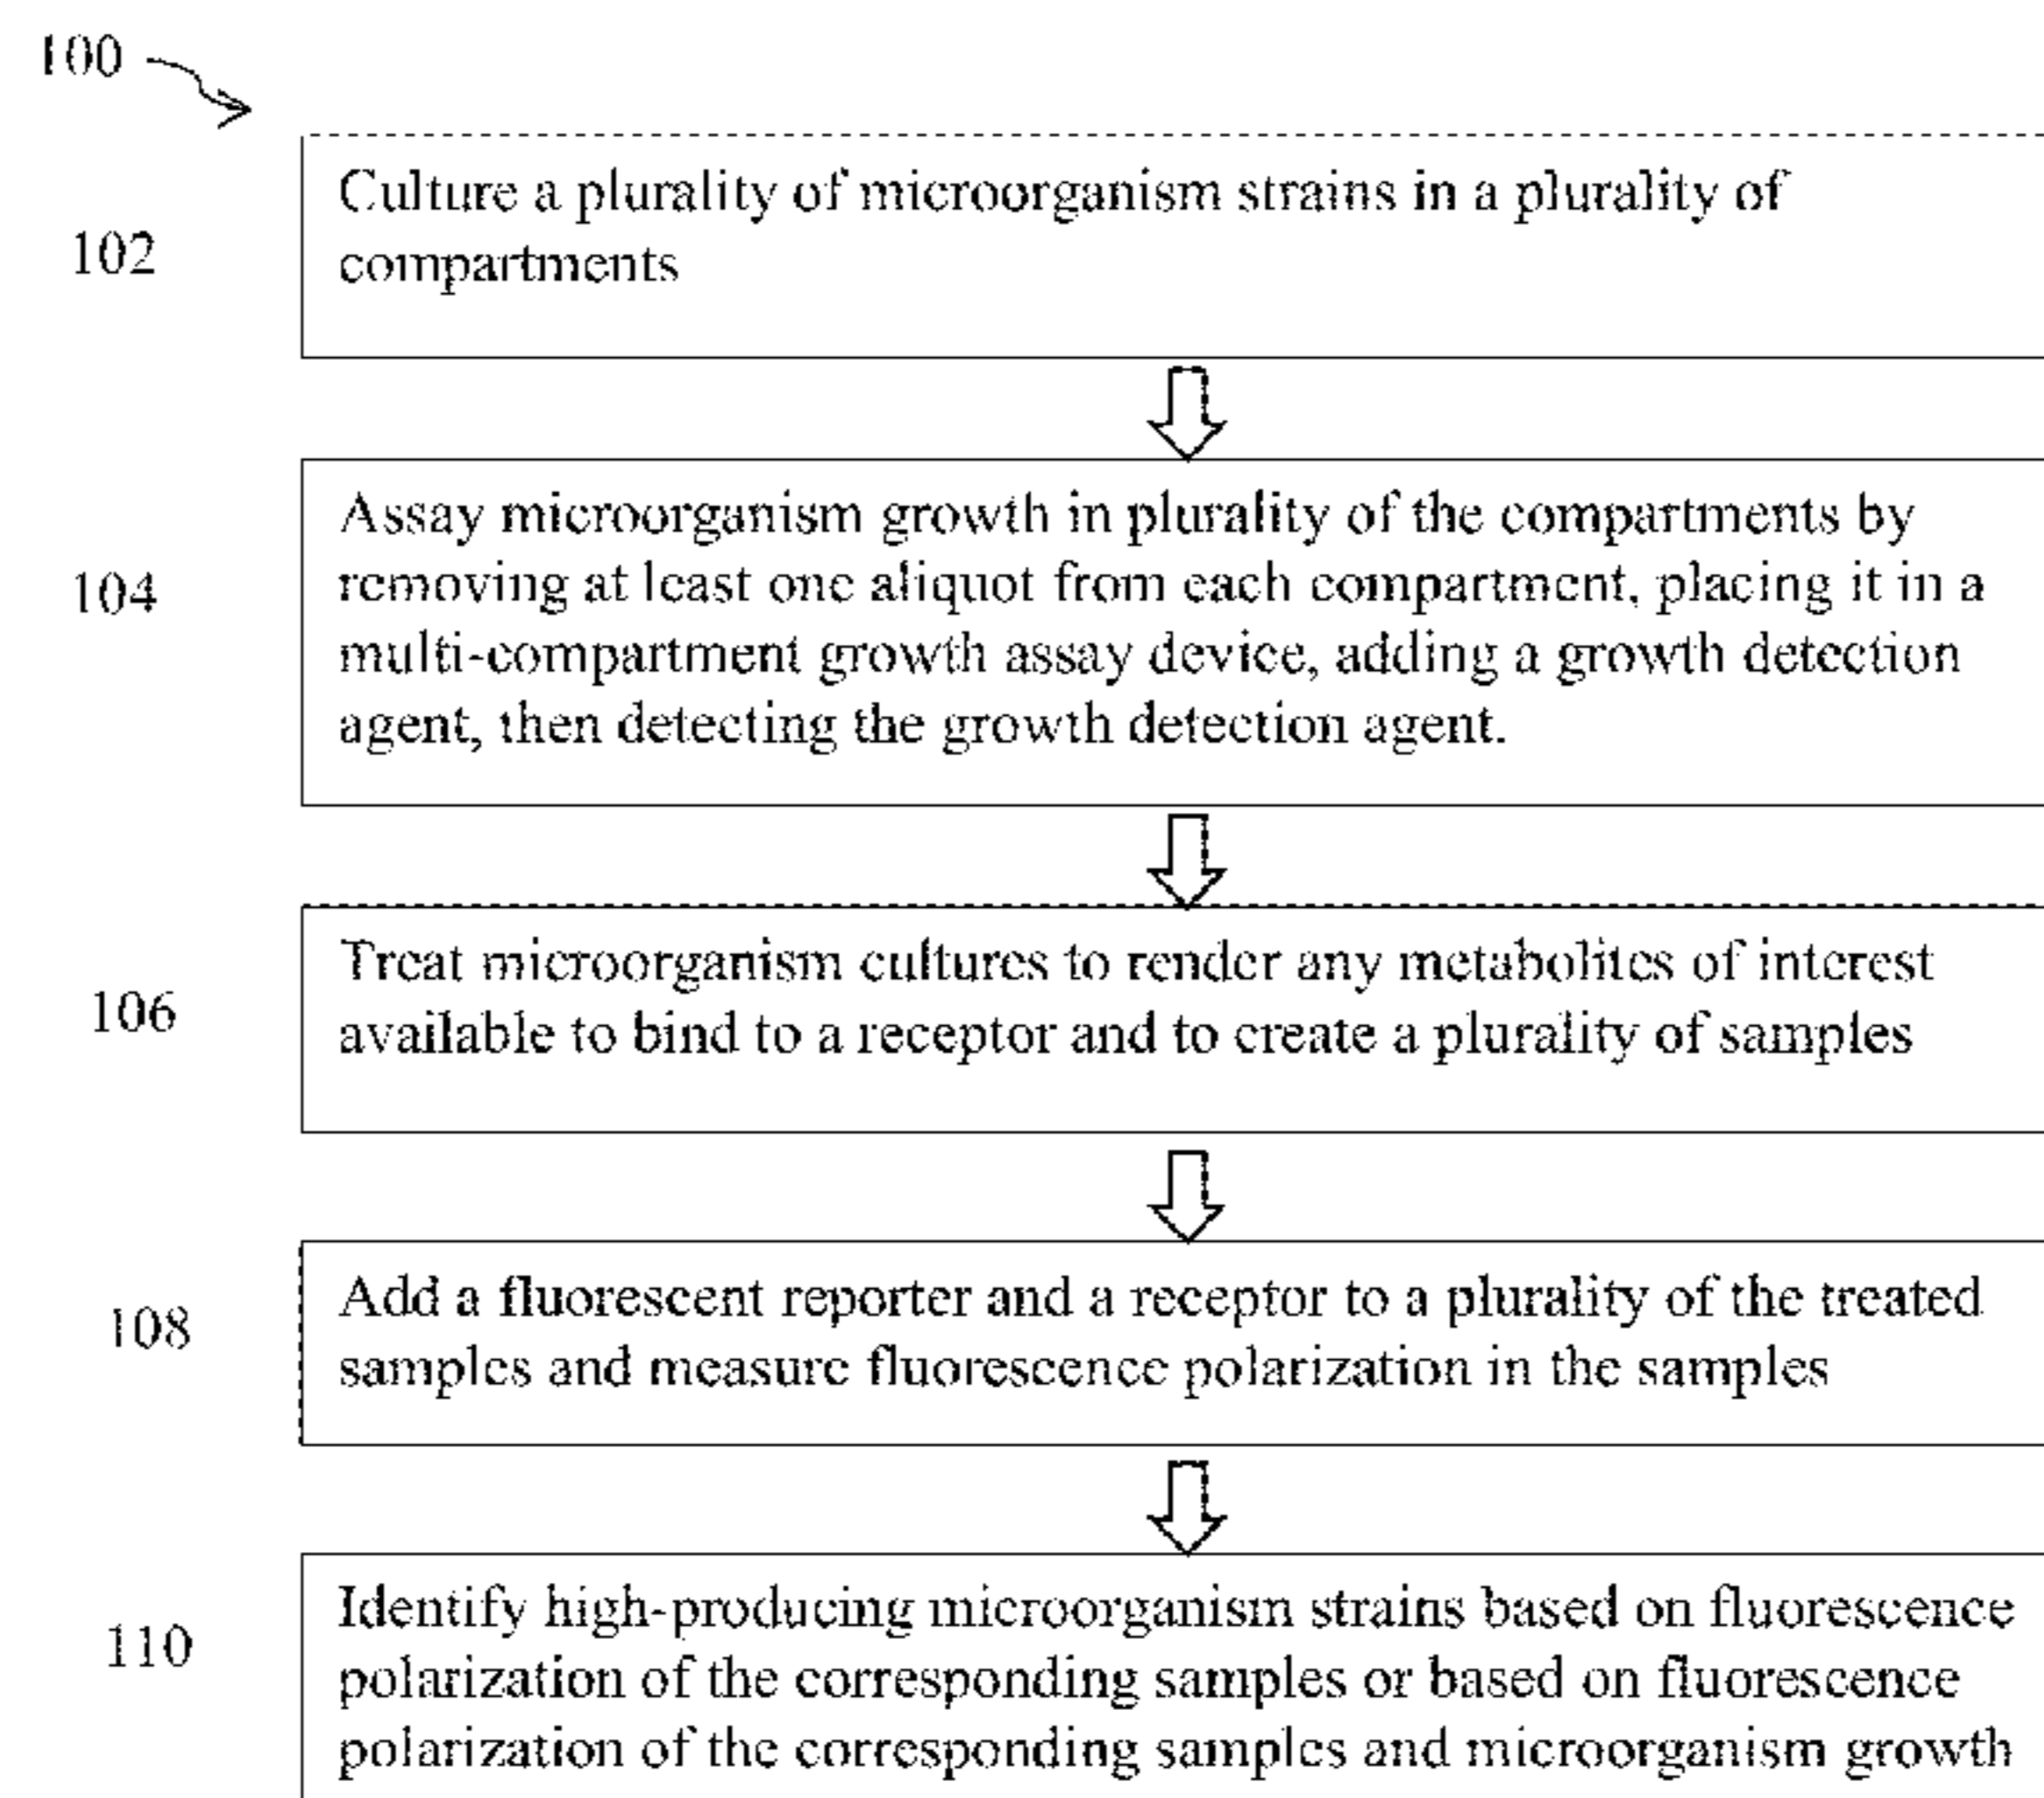 100
Culture a plurality of microorganism strains in a plurality of
compartments
102
Assay microorganism growth in plurality of the compartments by
removing at least one aliquot from each compartment, placing it in a
multi-compartment growth assay device, adding a growth detection
agent, then detecting the growth detection agent.
104
Treat microorganism cultures to render any metabolites of interest
available to bind to a receptor and to create a plurality of samples
106
Add a fluorescent reporter and a receptor to a plurality of the treated
samples and measure fluorescence polarization in the samples
108
Identify high-producing microorganism strains based on fluorescence
polarization of the corresponding samples or based on fluorescence
polarization of the corresponding samples and microorganism growth
110